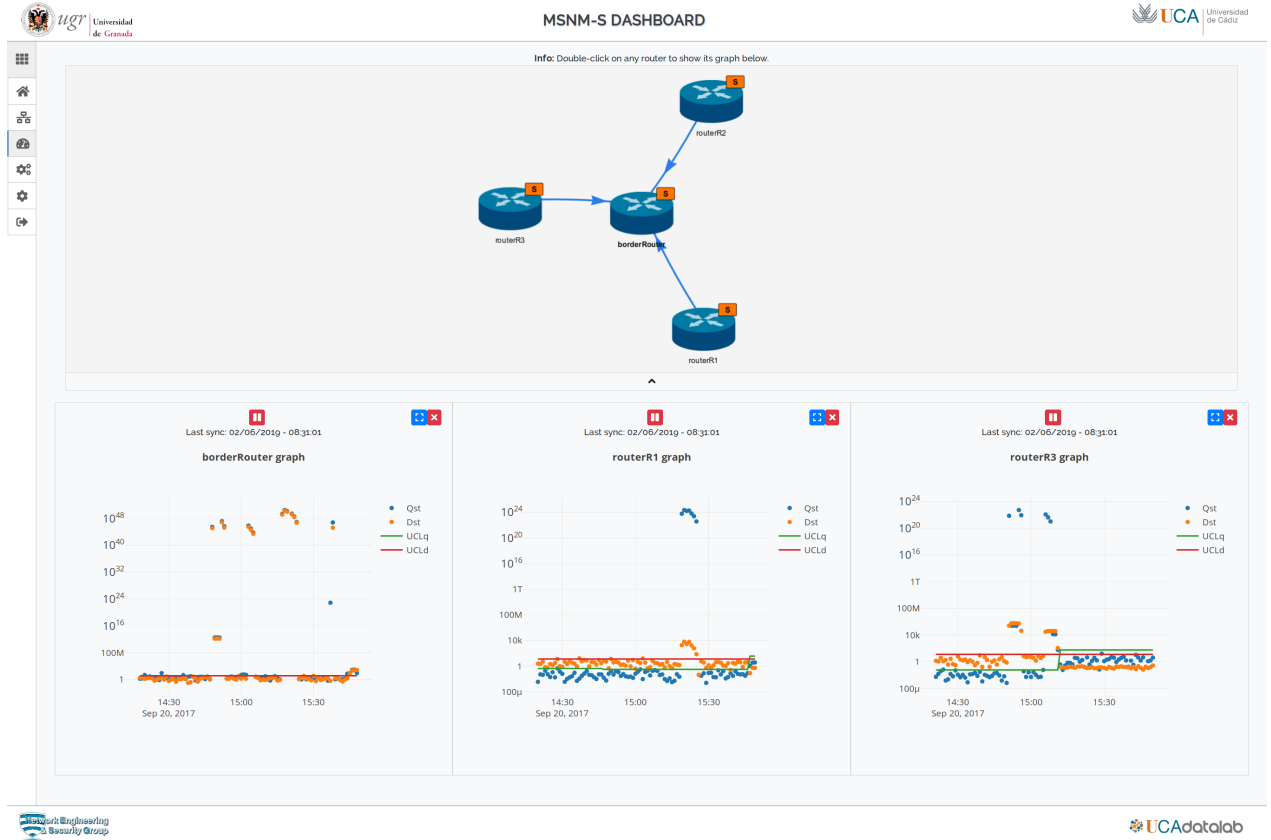 ugr Universidad
de Granada
MSNM-S DASHBOARD
UCA Universidad
de Cádiz
Info: Double-click on any router to show its graph below.
S
routerR2
S
routerR3
S
borderRouter
S
routerR1
Last sync: 02/06/2019 - 08:31:01
borderRouter graph
10^48
10^40
10^32
10^24
10^16
100M
1
14:30
Sep 20, 2017
15:00
15:30
Qst
Dst
UCLq
UCLd
Last sync: 02/06/2019 - 08:31:01
routerR1 graph
10^24
10^20
10^16
1T
100M
10k
1
100μ
14:30
Sep 20, 2017
15:00
15:30
Qst
Dst
UCLq
UCLd
Last sync: 02/06/2019 - 08:31:01
routerR3 graph
10^24
10^20
10^16
1T
100M
10k
1
100μ
14:30
Sep 20, 2017
15:00
15:30
Qst
Dst
UCLq
UCLd
Network Engineering
& Security Group
UCAdatalab